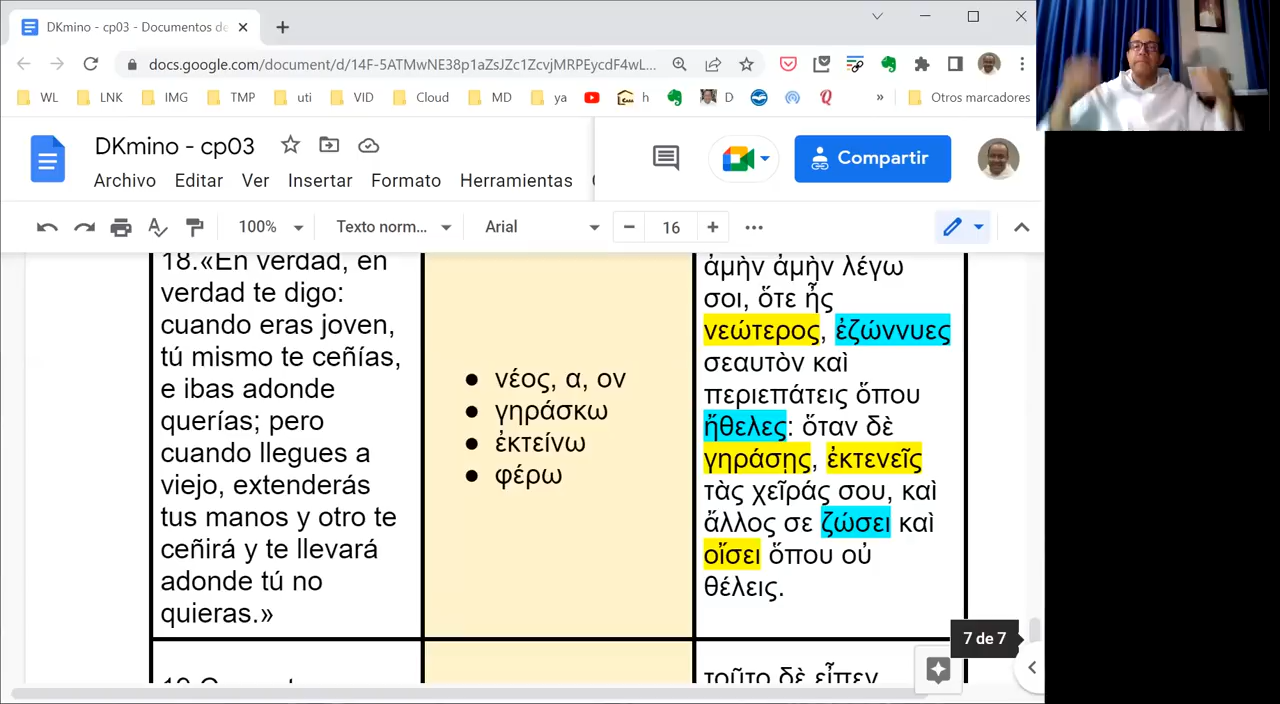 DKmino - cp03 - Documentos de
docs.google.com/document/d/14F-5ATMwNE38p1aZsJZc1ZcvjMRPEycdF4wL...
WL LNK IMG TMP uti VID Cloud MD ya h D » Otros marcadores
DKmino - cp03
Archivo Editar Ver Insertar Formato Herramientas
Compartir
100% Texto norm... Arial 16
18.«En verdad, en
verdad te digo:
cuando eras joven,
tú mismo te ceñías,
e ibas adonde
querías; pero
cuando llegues a
viejo, extenderás
tus manos y otro te
ceñirá y te llevará
adonde tú no
quieras.»
● νέος, α, ον
● γηράσκω
● ἐκτείνω
● φέρω
ἀμὴν ἀμὴν λέγω
σοι, ὅτε ἦς
νεώτερος, ἐζώννυες
σεαυτὸν καὶ
περιεπάτεις ὅπου
ἤθελες: ὅταν δὲ
γηράσῃς, ἐκτενεῖς
τὰς χεῖράς σου, καὶ
ἄλλος σε ζώσει καὶ
οἴσει ὅπου οὐ
θέλεις.
τοῦτο δὲ εἶπεν
7 de 7